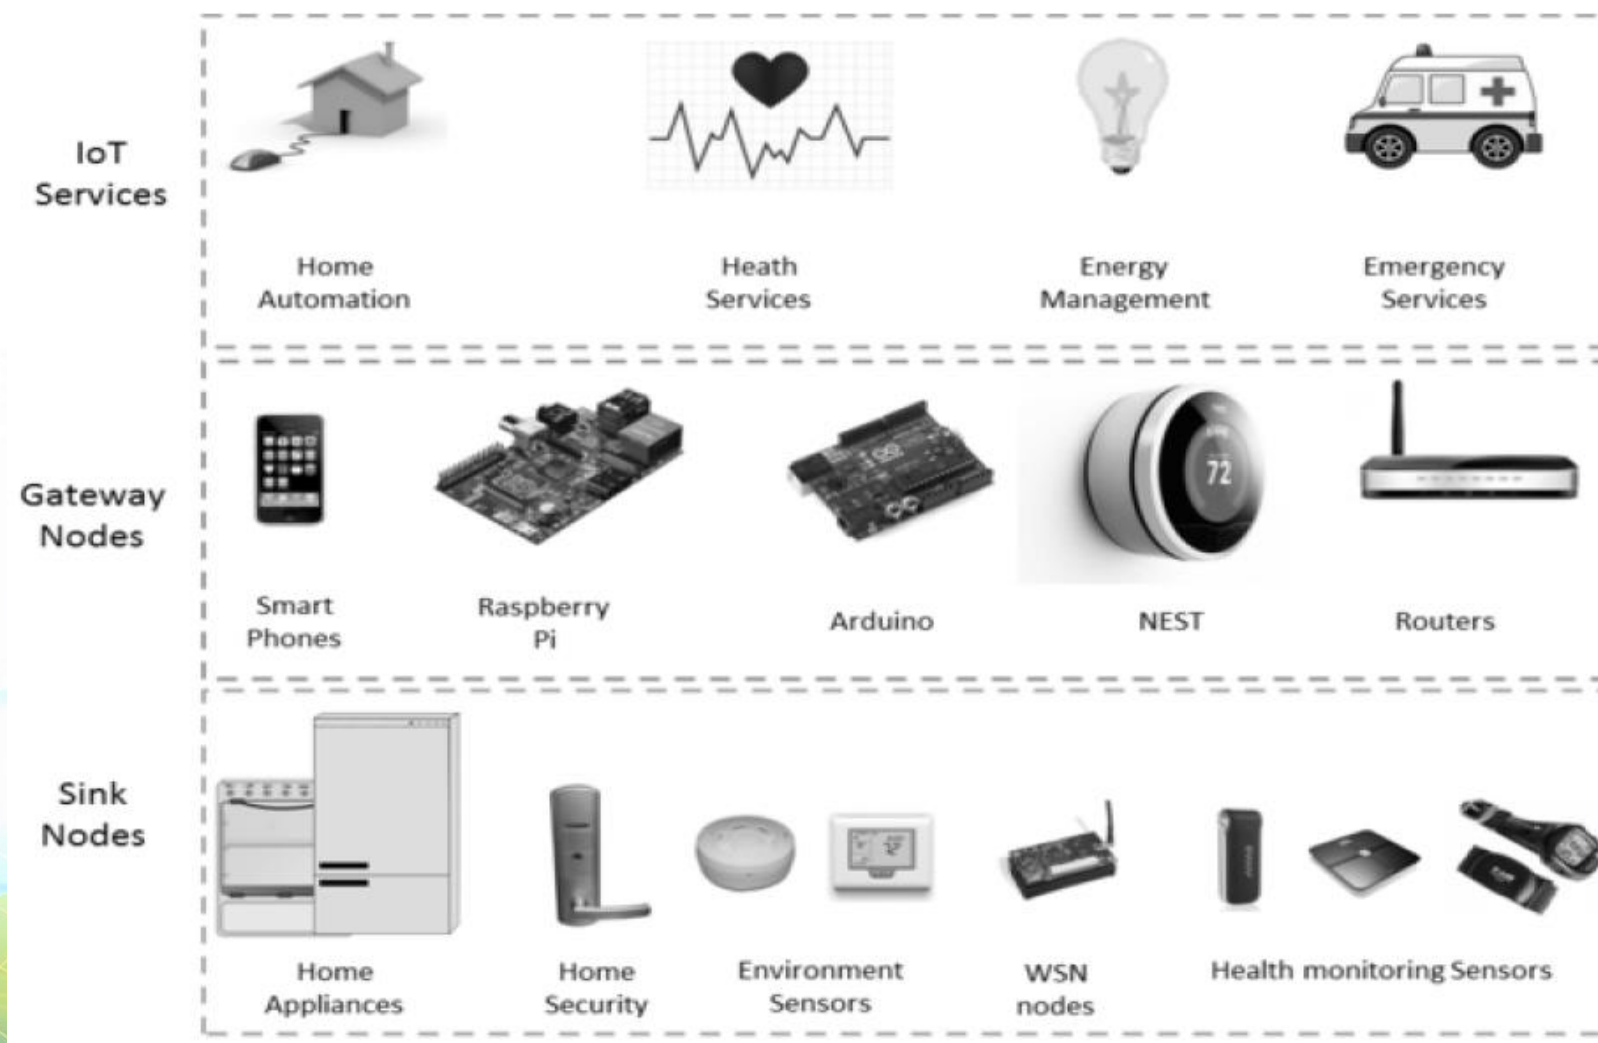 IoT
Services
Home
Automation
Heath
Services
Energy
Management
Emergency
Services
Gateway
Nodes
72
Smart
Phones
Raspberry
Pi
Arduino
NEST
Routers
Sink
Nodes
Home
Appliances
Home
Security
Environment
Sensors
WSN
nodes
Health monitoring Sensors